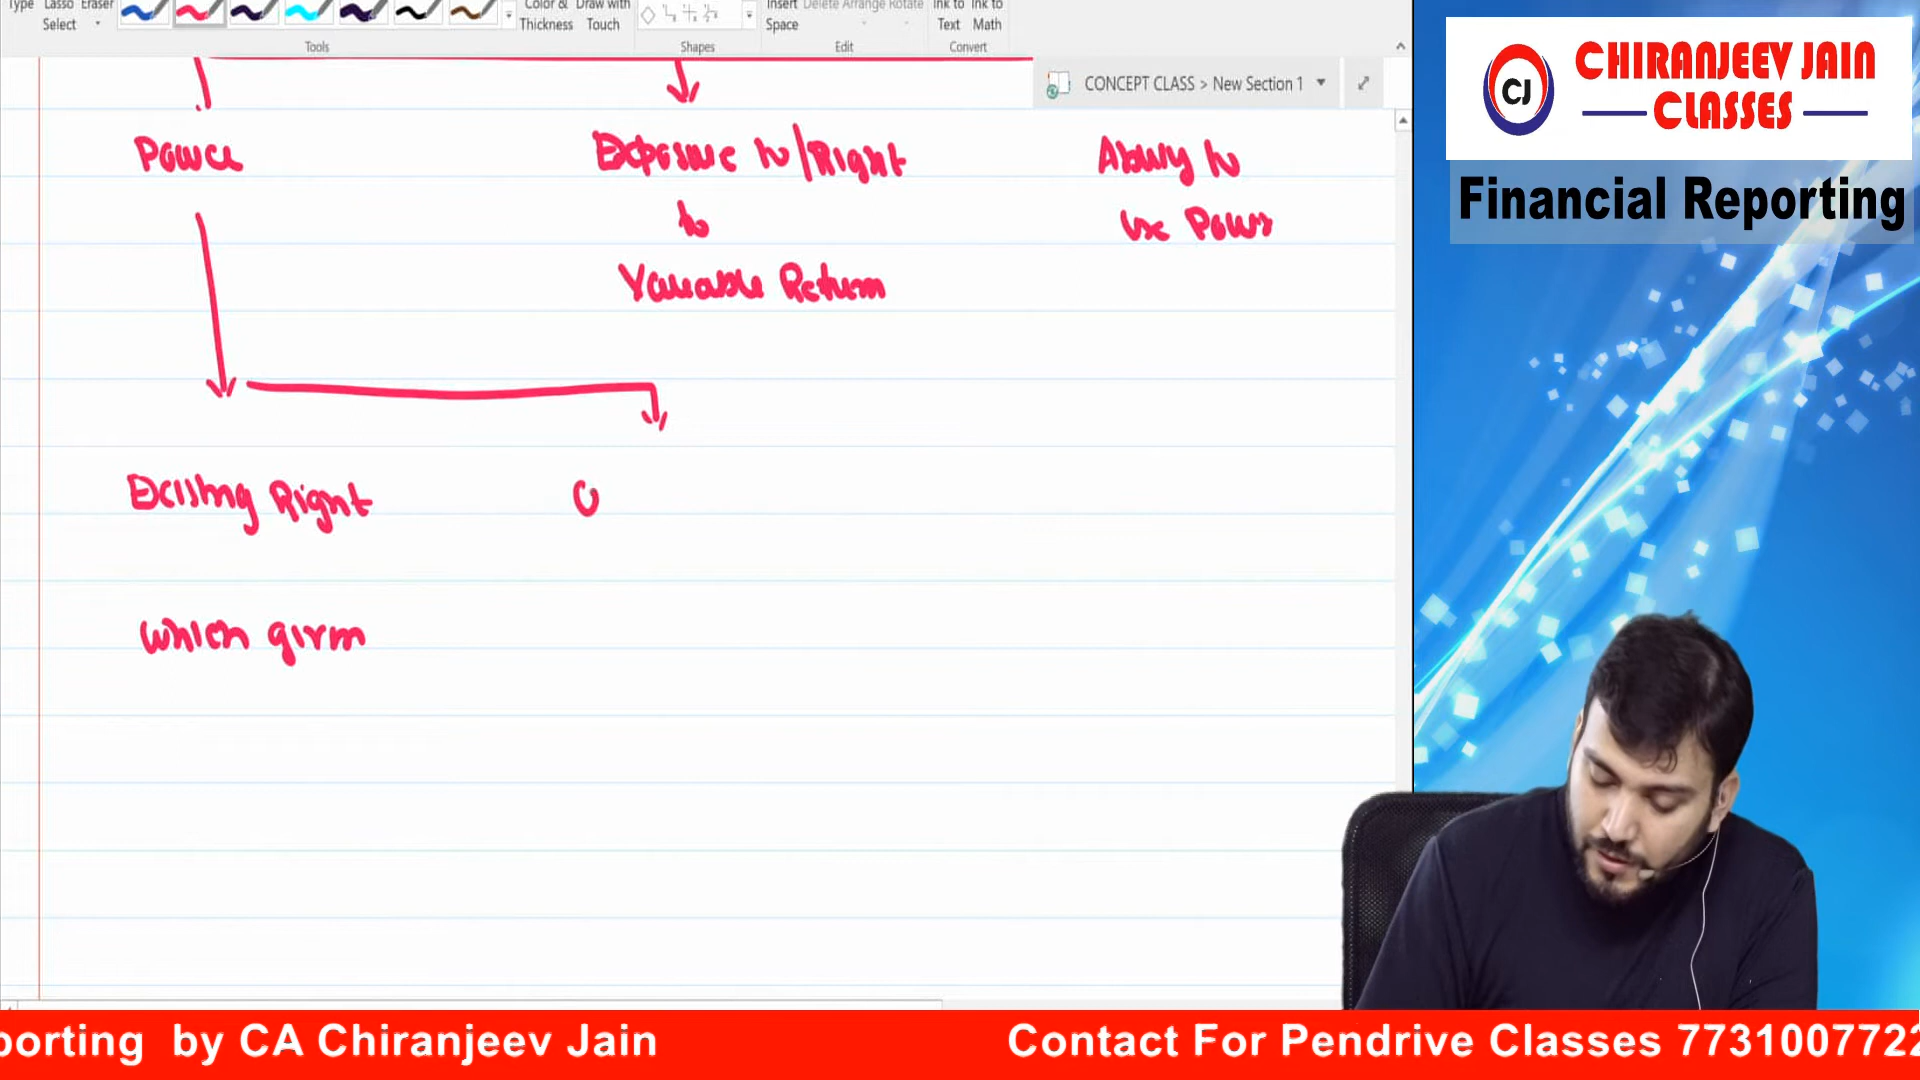 Type Lasso Eraser Color & Draw with Insert Delete Arrange Rotate Ink to Ink to
Select Thickness Touch Space Text Math
Tools Shapes Edit Convert
CONCEPT CLASS > New Section 1
CJ
CHIRANJEEV JAIN
CLASSES
Financial Reporting
Power Exposure to/Right Ability to
to use Power
Variable Return
Existing Right O
which given
porting by CA Chiranjeev Jain Contact For Pendrive Classes 7731007722